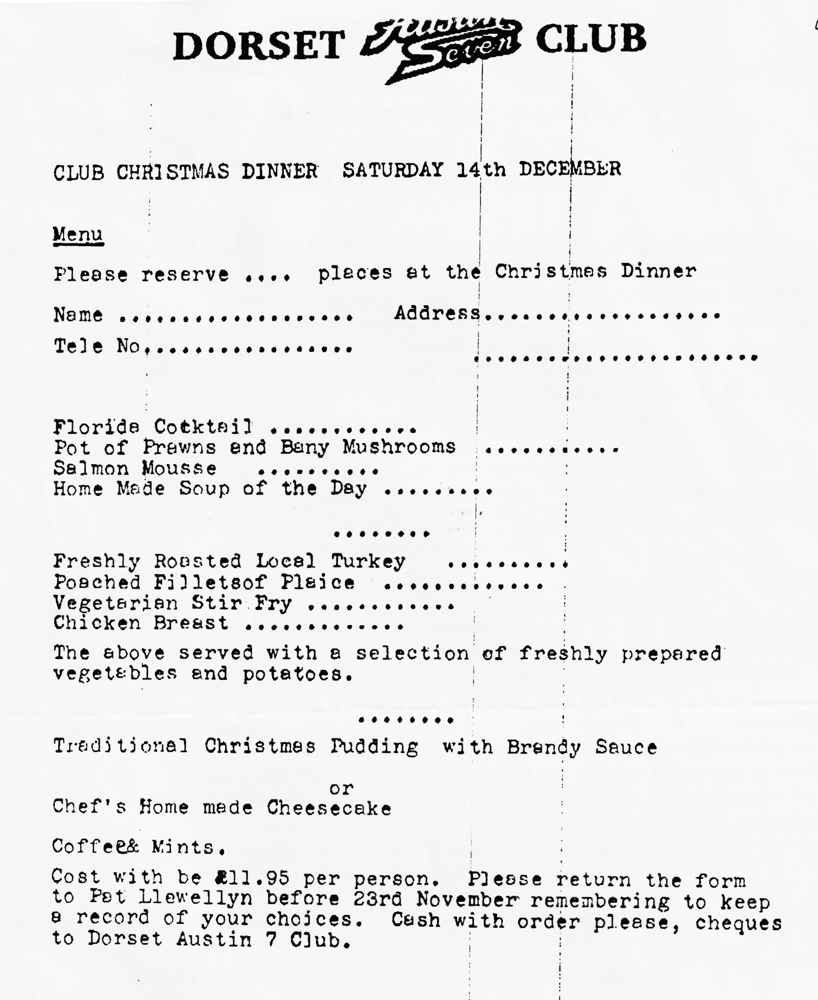 DORSET Austin Seven CLUB
CLUB CHR1STMAS DINNER SATURDAY 14th DECEMBER
Menu
Please reserve .... places at the Christmas Dinner
Name ................... Address...................
Tele No.................
.......................
Florida Cocktail ............
Pot of Prawns and Bany Mushrooms ...........
Salmon Mousse ..........
Home Made Soup of the Day .........
........
Freshly Roasted Local Turkey ..........
Poached Filletsof Plaice .............
Vegetarian Stir Fry ............
Chicken Breast .............
The above served with a selection of freshly prepared
vegetables and potatoes.
........
Traditional Christmas Pudding with Brandy Sauce
or
Chef's Home made Cheesecake
Coffee& Mints.
Cost with be £11.95 per person. Please return the form
to Pat Llewellyn before 23rd November remembering to keep
a record of your choices. Cash with order please, cheques
to Dorset Austin 7 Club.